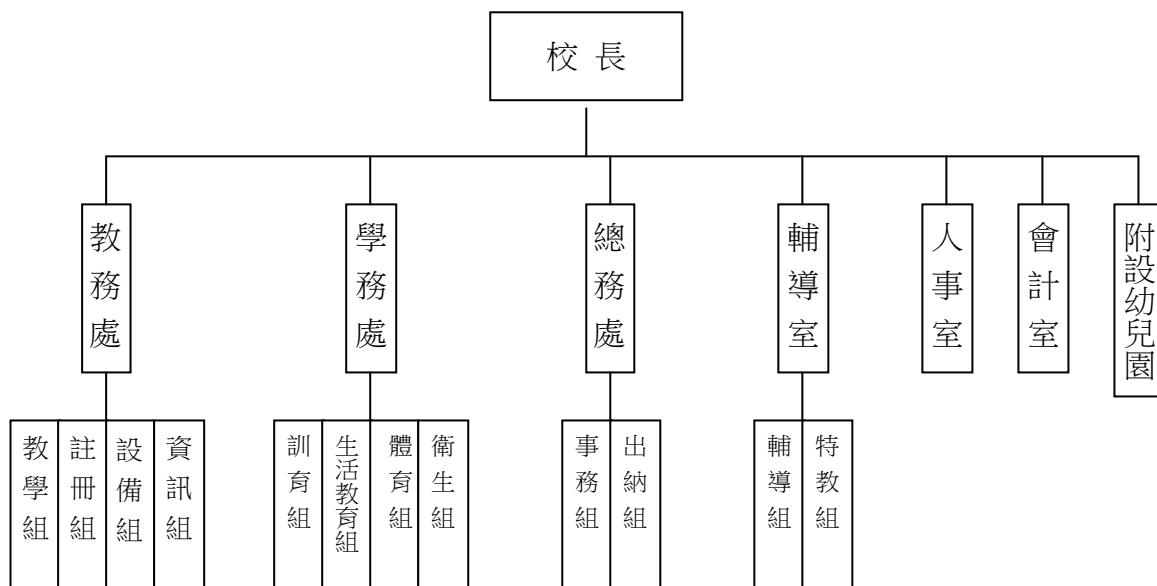 校長
教務處
學務處
總務處
輔導室
人事室
會計室
附設幼兒園
教學組
註冊組
設備組
資訊組
訓育組
生活教育組
體育組
衛生組
事務組
出納組
輔導組
特教組